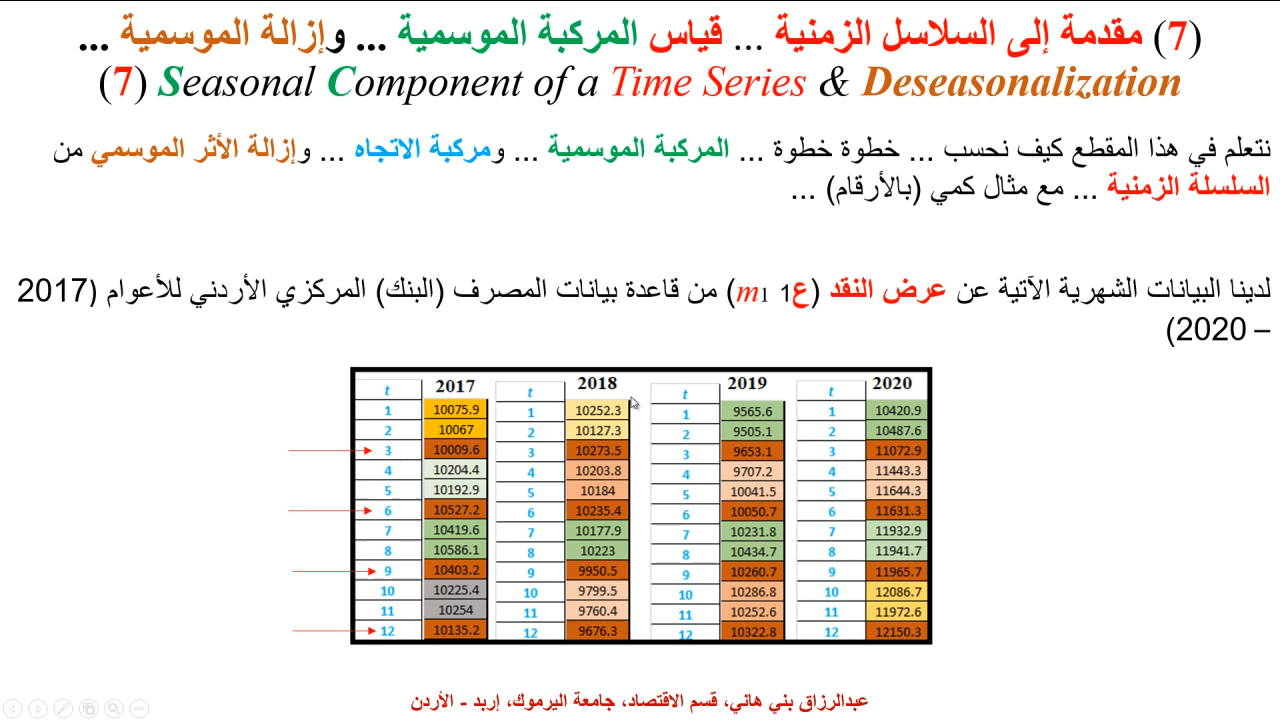 (7) مقدمة إلى السلاسل الزمنية ... قياس المركبة الموسمية ... وإزالة الموسمية ...
(7) Seasonal Component of a Time Series & Deseasonalization
نتعلم في هذا المقطع كيف نحسب ... خطوة خطوة ... المركبة الموسمية ... ومركبة الاتجاه ... وإزالة الأثر الموسمي من
السلسلة الزمنية ... مع مثال كمي (بالأرقام) ...
لدينا البيانات الشهرية الآتية عن عرض النقد (ع1 m1) من قاعدة بيانات المصرف (البنك) المركزي الأردني للأعوام (2017
– 2020)
t 2017 t 2018 t 2019 t 2020
1 10075.9 1 10252.3 1 9565.6 1 10420.9
2 10067 2 10127.3 2 9505.1 2 10487.6
3 10009.6 3 10273.5 3 9653.1 3 11072.9
4 10204.4 4 10203.8 4 9707.2 4 11443.3
5 10192.9 5 10184 5 10041.5 5 11644.3
6 10527.2 6 10235.4 6 10050.7 6 11631.3
7 10419.6 7 10177.9 7 10231.8 7 11932.9
8 10586.1 8 10223 8 10434.7 8 11941.7
9 10403.2 9 9950.5 9 10260.7 9 11965.7
10 10225.4 10 9799.5 10 10286.8 10 12086.7
11 10254 11 9760.4 11 10252.6 11 11972.6
12 10135.2 12 9676.3 12 10322.8 12 12150.3
عبدالرزاق بني هاني، قسم الاقتصاد، جامعة اليرموك، إربد - الأردن